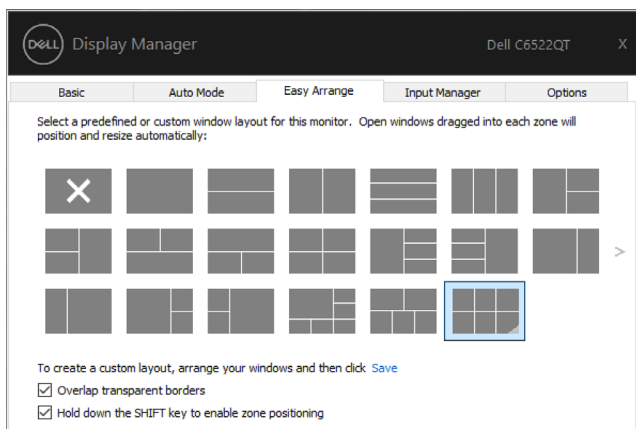 DELL Display Manager Dell C6522QT X
Basic Auto Mode Easy Arrange Input Manager Options
Select a predefined or custom window layout for this monitor. Open windows dragged into each zone will
position and resize automatically:
>
To create a custom layout, arrange your windows and then click Save
Overlap transparent borders
Hold down the SHIFT key to enable zone positioning